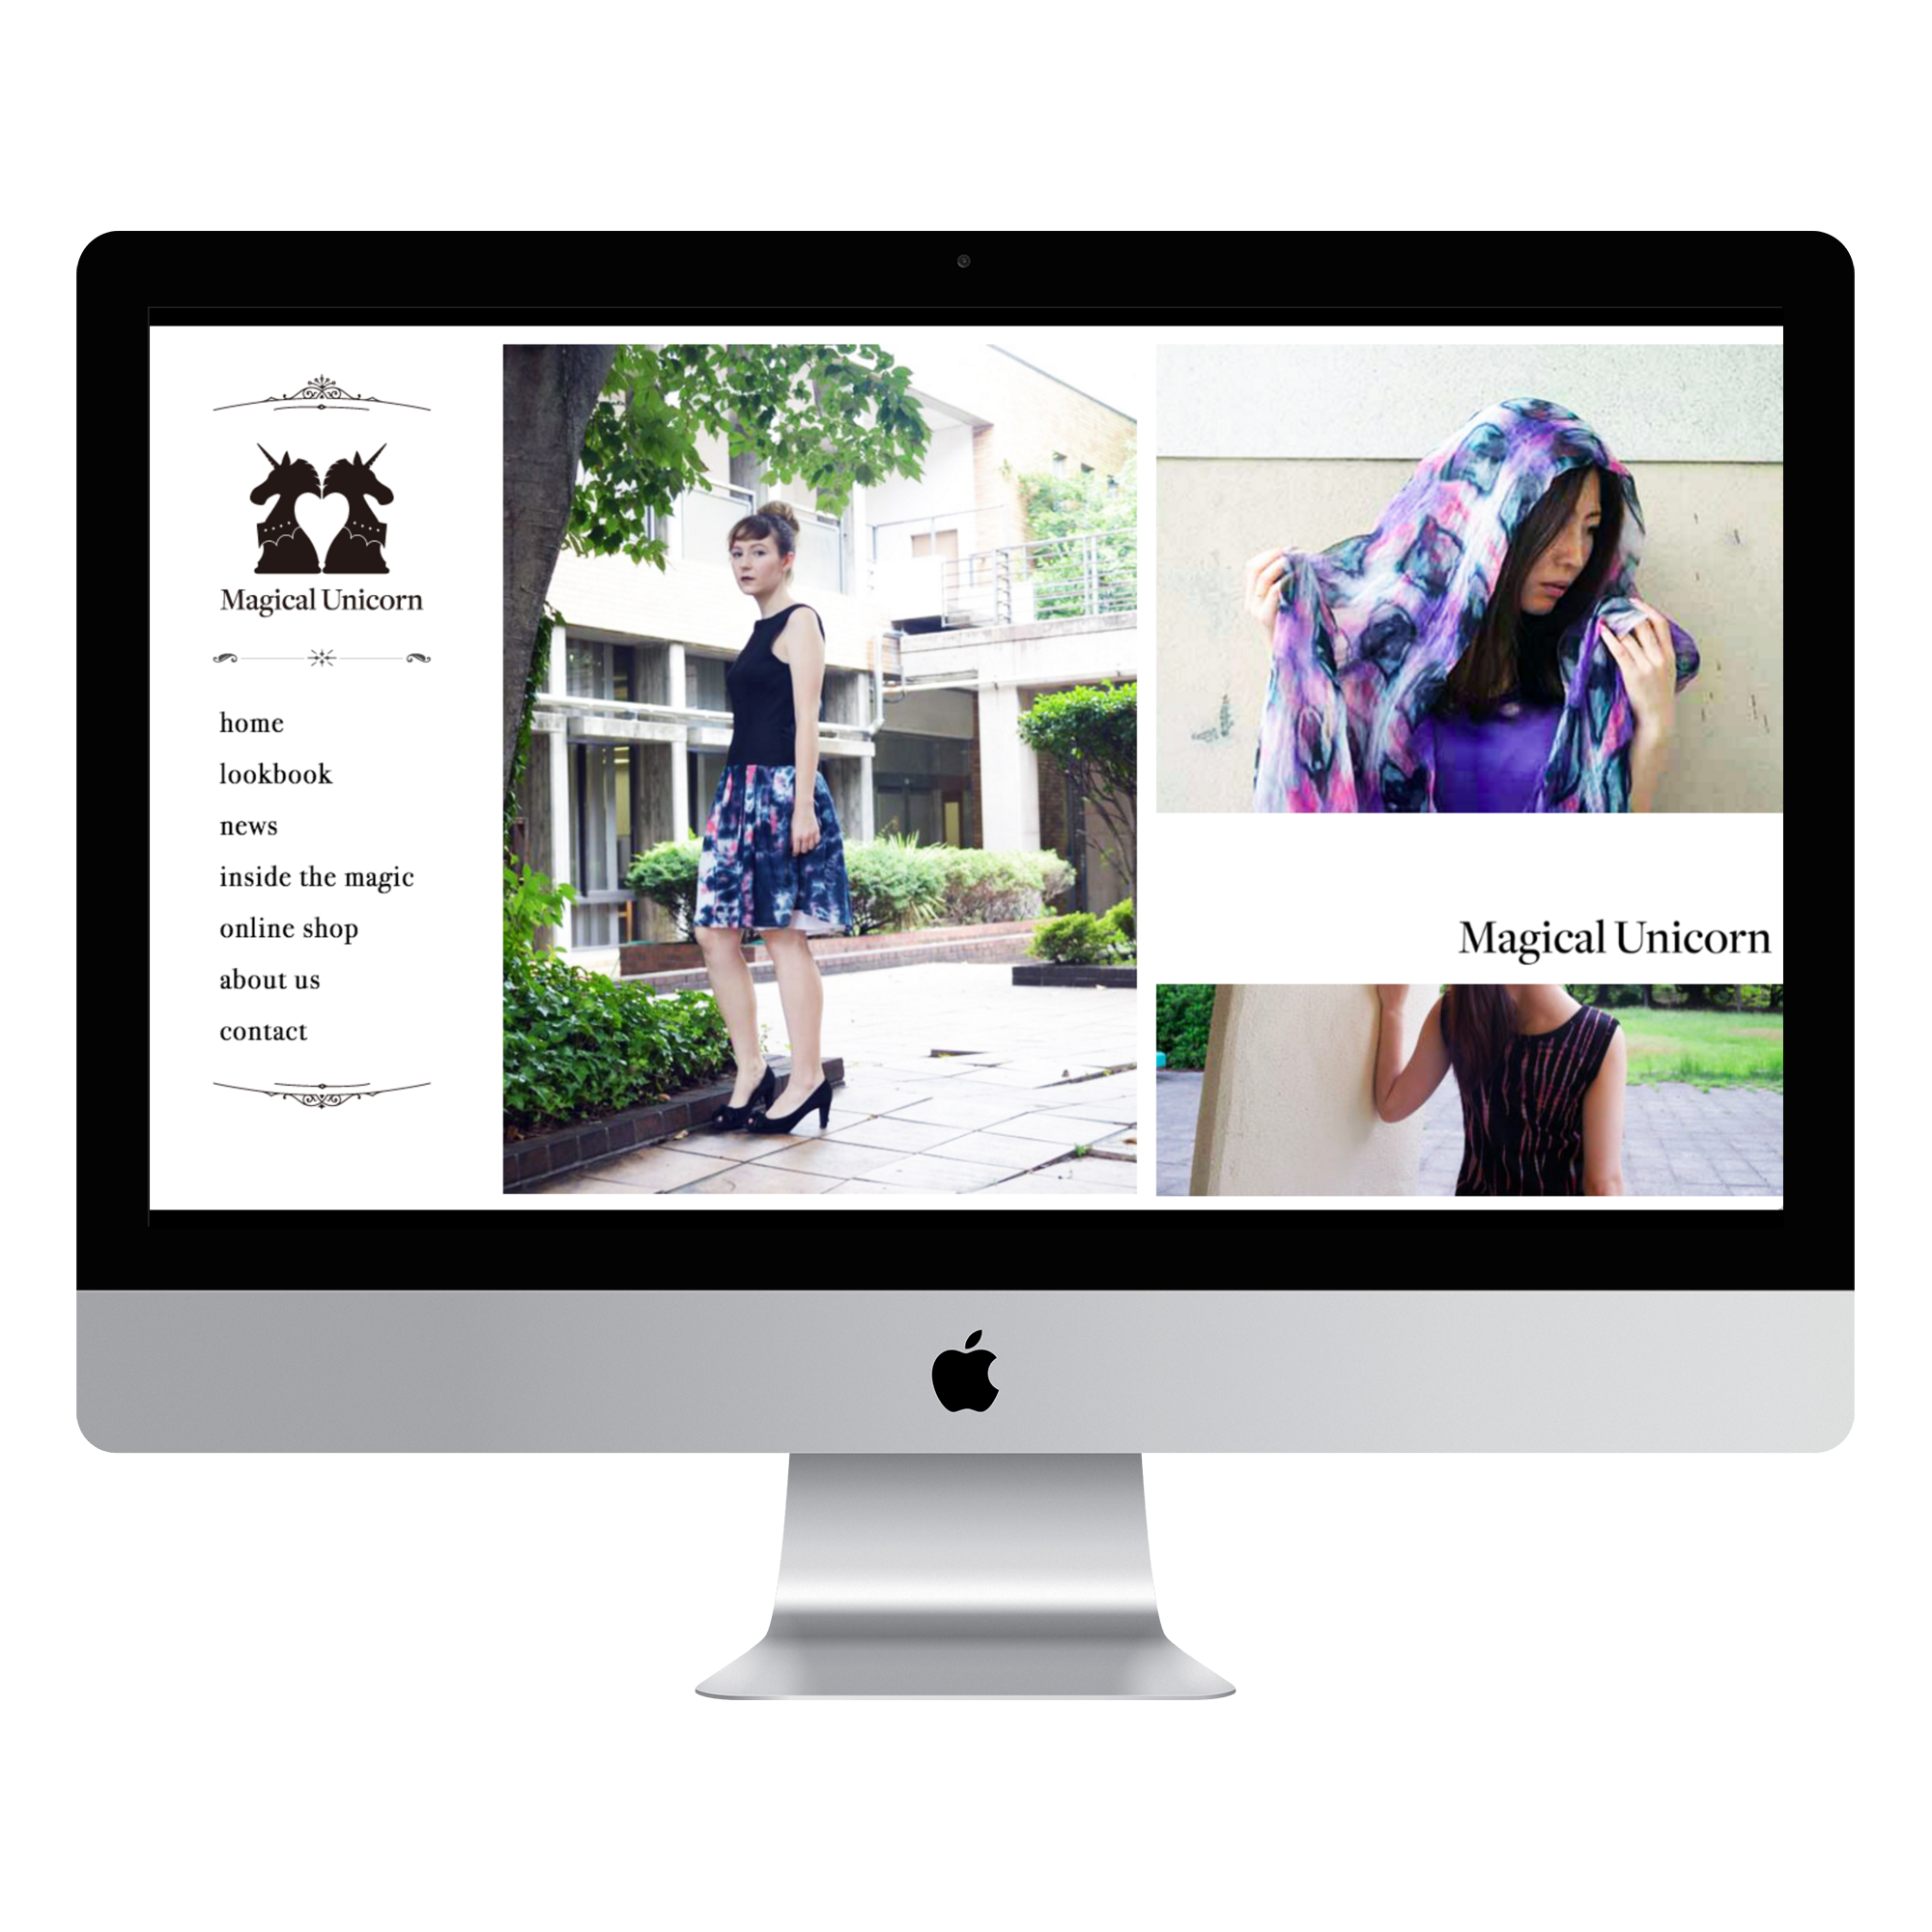 Magical Unicorn
home
lookbook
news
inside the magic
online shop
about us
contact
Magical Unicorn